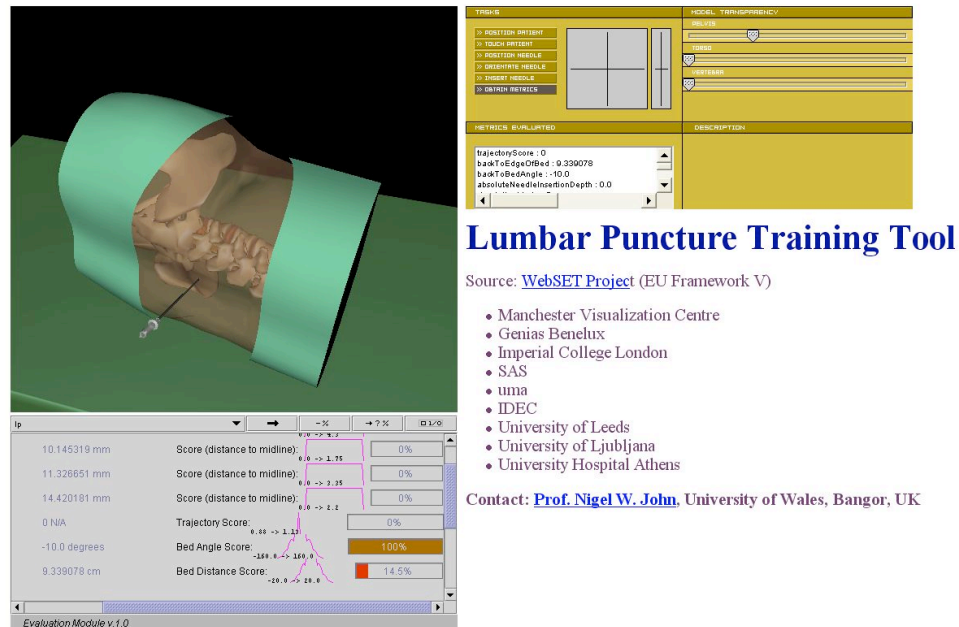 TASKS
>> POSITION PATIENT
>> TOUCH PATIENT
>> POSITION NEEDLE
>> ORIENTATE NEEDLE
>> INSERT NEEDLE
>> OBTAIN METRICS
MODEL TRANSPARENCY
PELVIS
TORSO
VERTEBRA
METRICS EVALUATED
trajectoryScore : 0
backToEdgeOfBed : 9.339078
backToBedAngle : -10.0
absoluteNeedleInsertionDepth : 0.0
DESCRIPTION
Lumbar Puncture Training Tool
Source: WebSET Project (EU Framework V)
• Manchester Visualization Centre
• Genias Benelux
• Imperial College London
• SAS
• uma
• IDEC
• University of Leeds
• University of Ljubljana
• University Hospital Athens
Contact: Prof. Nigel W. John, University of Wales, Bangor, UK
lp
- %
→ ? %
1/0
10.145319 mm Score (distance to midline): 0%
0.0 -> 1.75
11.326651 mm Score (distance to midline): 0%
0.0 -> 2.25
14.420181 mm Score (distance to midline): 0%
0.0 -> 2.2
0 N/A Trajectory Score: 0%
-10.0 degrees Bed Angle Score: 100%
-160.0 -> 160.0
9.339078 cm Bed Distance Score: 14.5%
-20.0 -> 20.0
Evaluation Module v.1.0